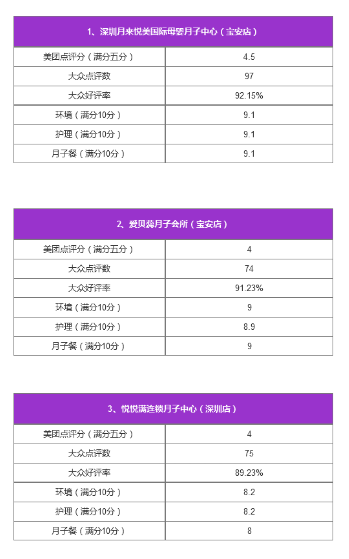 1、深圳月来悦美国际母婴月子中心（宝安店）
美团点评分（满分五分） 4.5
大众点评数 97
大众好评率 92.15%
环境（满分10分） 9.1
护理（满分10分） 9.1
月子餐（满分10分） 9.1
2、爱贝蕊月子会所（宝安店）
美团点评分（满分五分） 4
大众点评数 74
大众好评率 91.23%
环境（满分10分） 9
护理（满分10分） 8.9
月子餐（满分10分） 9
3、悦悦满连锁月子中心（深圳店）
美团点评分（满分五分） 4
大众点评数 75
大众好评率 89.23%
环境（满分10分） 8.2
护理（满分10分） 8.2
月子餐（满分10分） 8